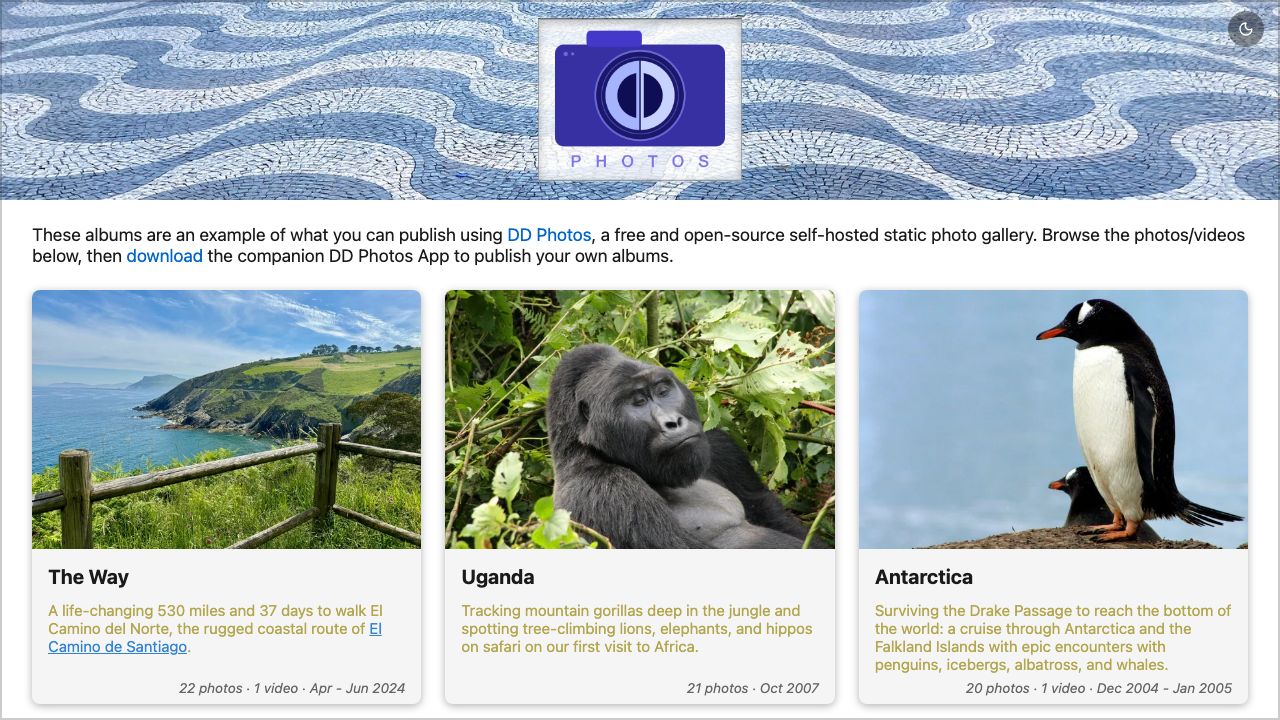 PHOTOS
These albums are an example of what you can publish using DD Photos, a free and open-source self-hosted static photo gallery. Browse the photos/videos
below, then download the companion DD Photos App to publish your own albums.
The Way
A life-changing 530 miles and 37 days to walk El
Camino del Norte, the rugged coastal route of El
Camino de Santiago.
22 photos · 1 video · Apr - Jun 2024
Uganda
Tracking mountain gorillas deep in the jungle and
spotting tree-climbing lions, elephants, and hippos
on safari on our first visit to Africa.
21 photos · Oct 2007
Antarctica
Surviving the Drake Passage to reach the bottom of
the world: a cruise through Antarctica and the
Falkland Islands with epic encounters with
penguins, icebergs, albatross, and whales.
20 photos · 1 video · Dec 2004 - Jan 2005